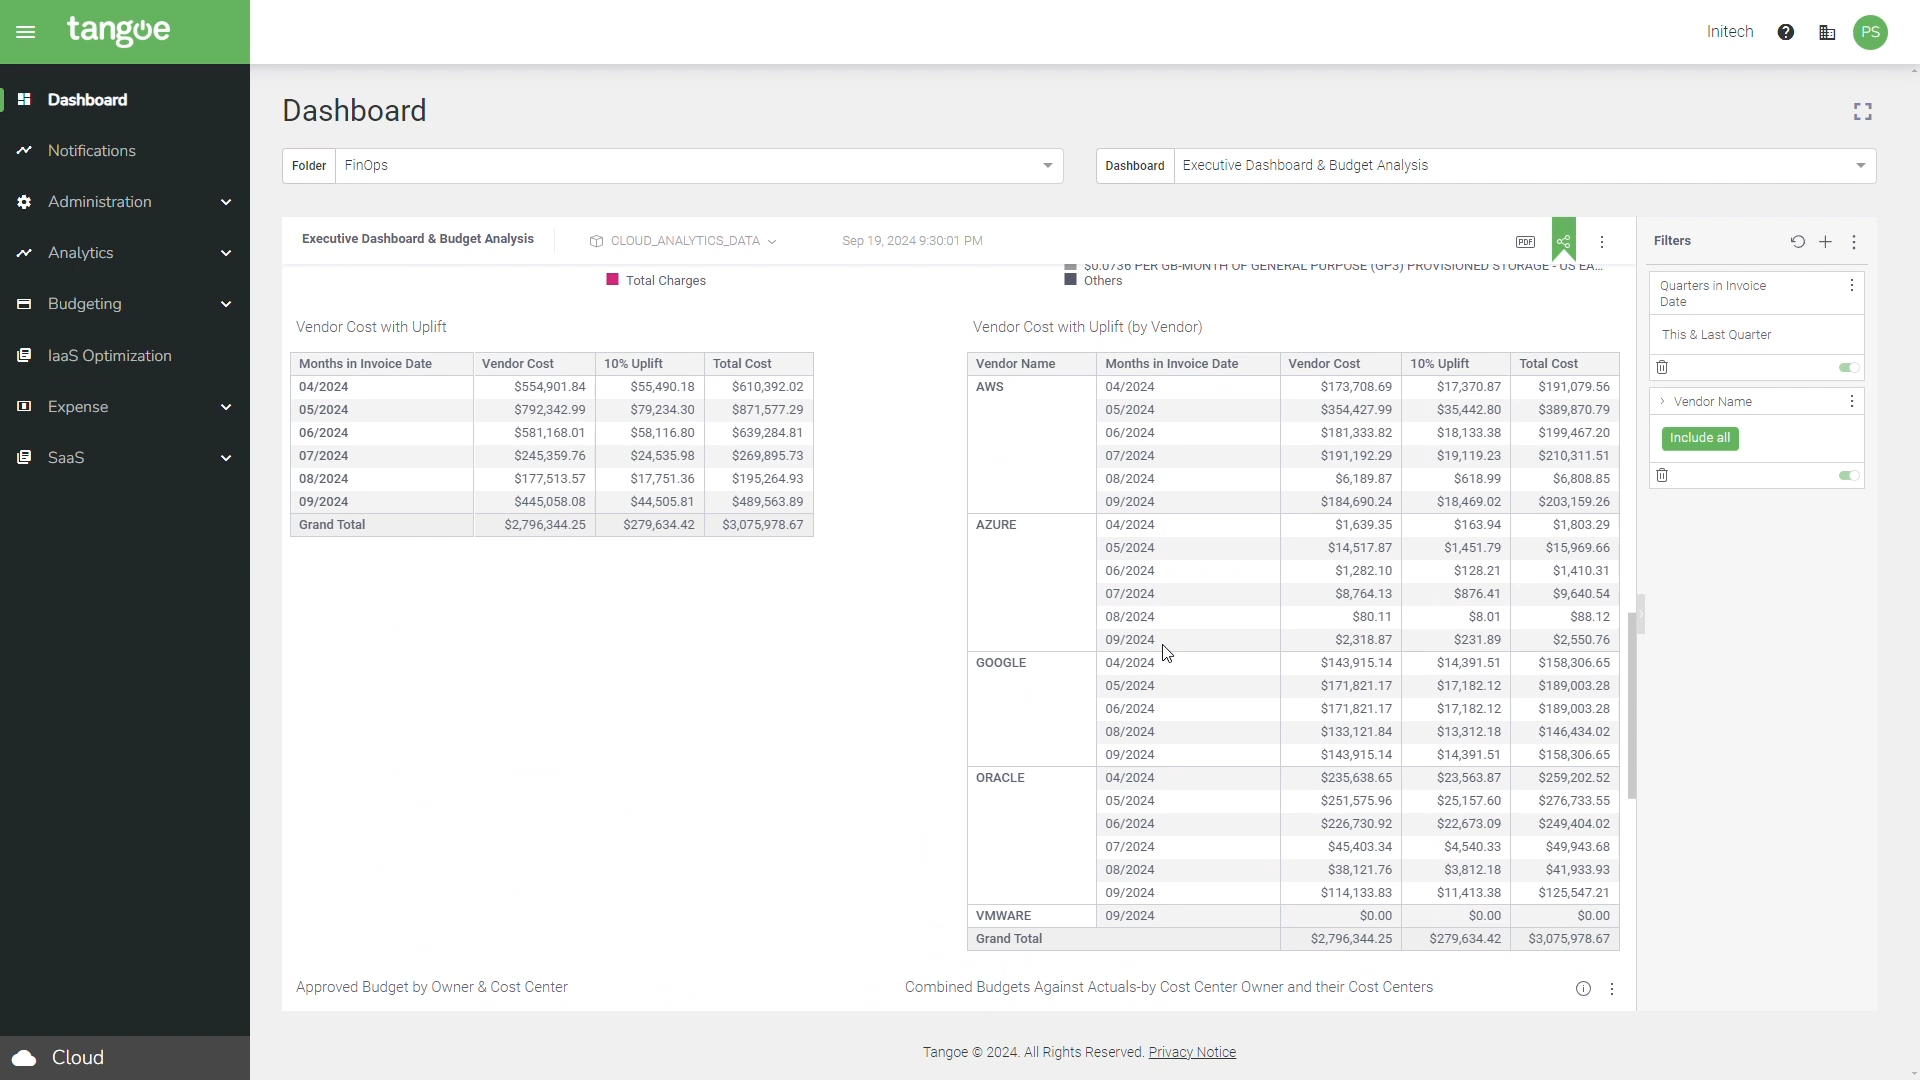 tangoe
Initech
PS
Dashboard
Notifications
Administration
Analytics
Budgeting
IaaS Optimization
Expense
SaaS
Cloud
Dashboard
Folder FinOps
Dashboard Executive Dashboard & Budget Analysis
Executive Dashboard & Budget Analysis
CLOUD_ANALYTICS_DATA
Sep 19, 2024 9:30:01 PM
PDF
Total Charges
$0.0736 PER GB-MONTH OF GENERAL PURPOSE (GP3) PROVISIONED STORAGE - US EA...
Others
Vendor Cost with Uplift
Months in Invoice Date Vendor Cost 10% Uplift Total Cost
04/2024 $554,901.84 $55,490.18 $610,392.02
05/2024 $792,342.99 $79,234.30 $871,577.29
06/2024 $581,168.01 $58,116.80 $639,284.81
07/2024 $245,359.76 $24,535.98 $269,895.73
08/2024 $177,513.57 $17,751.36 $195,264.93
09/2024 $445,058.08 $44,505.81 $489,563.89
Grand Total $2,796,344.25 $279,634.42 $3,075,978.67
Vendor Cost with Uplift (by Vendor)
Vendor Name Months in Invoice Date Vendor Cost 10% Uplift Total Cost
AWS 04/2024 $173,708.69 $17,370.87 $191,079.56
05/2024 $354,427.99 $35,442.80 $389,870.79
06/2024 $181,333.82 $18,133.38 $199,467.20
07/2024 $191,192.29 $19,119.23 $210,311.51
08/2024 $6,189.87 $618.99 $6,808.85
09/2024 $184,690.24 $18,469.02 $203,159.26
AZURE 04/2024 $1,639.35 $163.94 $1,803.29
05/2024 $14,517.87 $1,451.79 $15,969.66
06/2024 $1,282.10 $128.21 $1,410.31
07/2024 $8,764.13 $876.41 $9,640.54
08/2024 $80.11 $8.01 $88.12
09/2024 $2,318.87 $231.89 $2,550.76
GOOGLE 04/2024 $143,915.14 $14,391.51 $158,306.65
05/2024 $171,821.17 $17,182.12 $189,003.28
06/2024 $171,821.17 $17,182.12 $189,003.28
08/2024 $133,121.84 $13,312.18 $146,434.02
09/2024 $143,915.14 $14,391.51 $158,306.65
ORACLE 04/2024 $235,638.65 $23,563.87 $259,202.52
05/2024 $251,575.96 $25,157.60 $276,733.55
06/2024 $226,730.92 $22,673.09 $249,404.02
07/2024 $45,403.34 $4,540.33 $49,943.68
08/2024 $38,121.76 $3,812.18 $41,933.93
09/2024 $114,133.83 $11,413.38 $125,547.21
VMWARE 09/2024 $0.00 $0.00 $0.00
Grand Total $2,796,344.25 $279,634.42 $3,075,978.67
Approved Budget by Owner & Cost Center
Combined Budgets Against Actuals-by Cost Center Owner and their Cost Centers
Filters
Quarters in Invoice
Date
This & Last Quarter
Vendor Name
Include all
Tangoe © 2024. All Rights Reserved. Privacy Notice